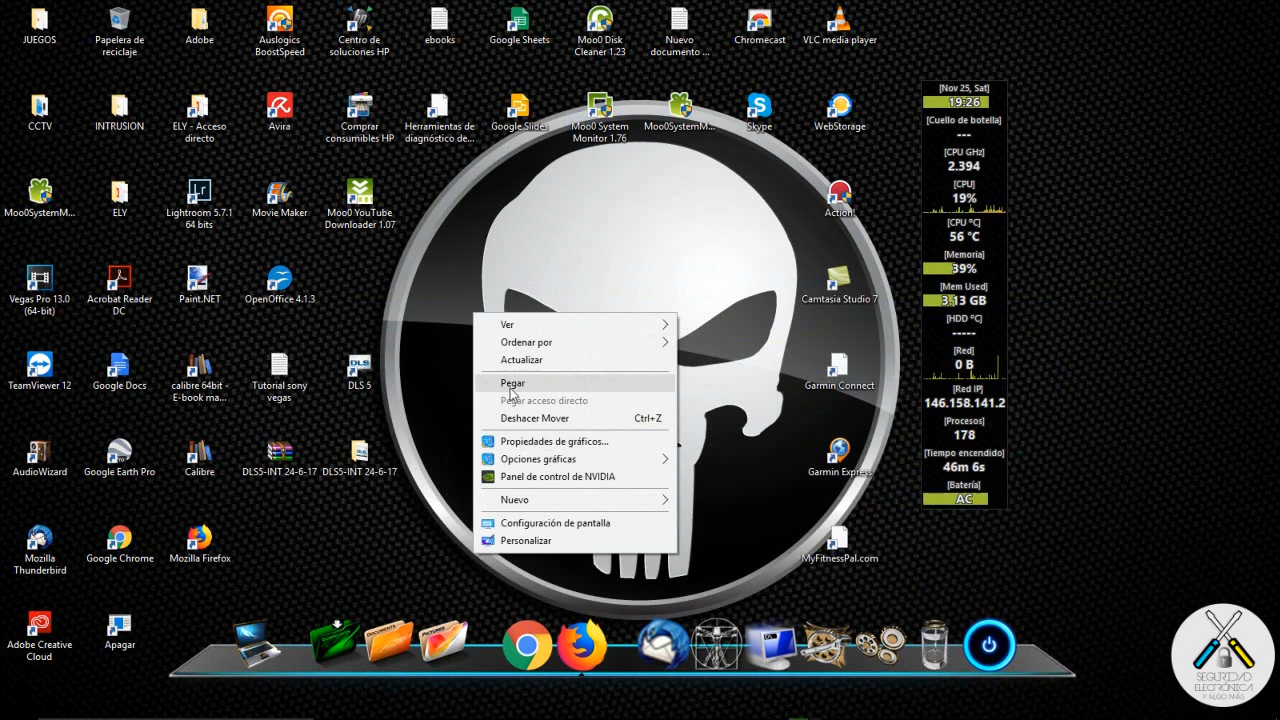 JUEGOS
Papelera de
reciclaje
Adobe
Auslogics
BoostSpeed
Centro de
soluciones HP
ebooks
Google Sheets
Moo0 Disk
Cleaner 1.23
Nuevo
documento ...
Chromecast
VLC media player
CCTV
INTRUSION
ELY - Acceso
directo
Avira
Comprar
consumibles HP
Herramientas de
diagnóstico de...
Google Slides
Moo0 System
Monitor 1.76
Moo0SystemM...
Skype
WebStorage
Moo0SystemM...
ELY
Lr
Lightroom 5.7.1
64 bits
Movie Maker
Moo0 YouTube
Downloader 1.07
Action!
Vegas Pro 13.0
(64-bit)
Acrobat Reader
DC
Paint.NET
OpenOffice 4.1.3
Camtasia Studio 7
TeamViewer 12
Google Docs
calibre 64bit -
E-book ma...
Tutorial sony
vegas
DLS
DLS 5
Garmin Connect
AudioWizard
Google Earth Pro
Calibre
DLS5-INT 24-6-17
DLS5-INT 24-6-17
Garmin Express
Mozilla
Thunderbird
Google Chrome
Mozilla Firefox
MyFitnessPal.com
Adobe Creative
Cloud
Apagar
Ver
Ordenar por
Actualizar
Pegar
Pegar acceso directo
Deshacer Mover Ctrl+Z
Propiedades de gráficos...
Opciones gráficas
Panel de control de NVIDIA
Nuevo
Configuración de pantalla
Personalizar
[Nov 25, Sat]
19:26
[Cuello de botella]
---
[CPU GHz]
2.394
[CPU]
19%
[CPU ºC]
56 °C
[Memoria]
39%
[Mem Used]
3.13 GB
[HDD ºC]
-----
[Red]
0 B
[Red IP]
146.158.141.2
[Procesos]
178
[Tiempo encendido]
46m 6s
[Batería]
AC
DOCUMENTS
PICTURES
SEGURIDAD
ELECTRÓNICA
Y ALGO MÁS